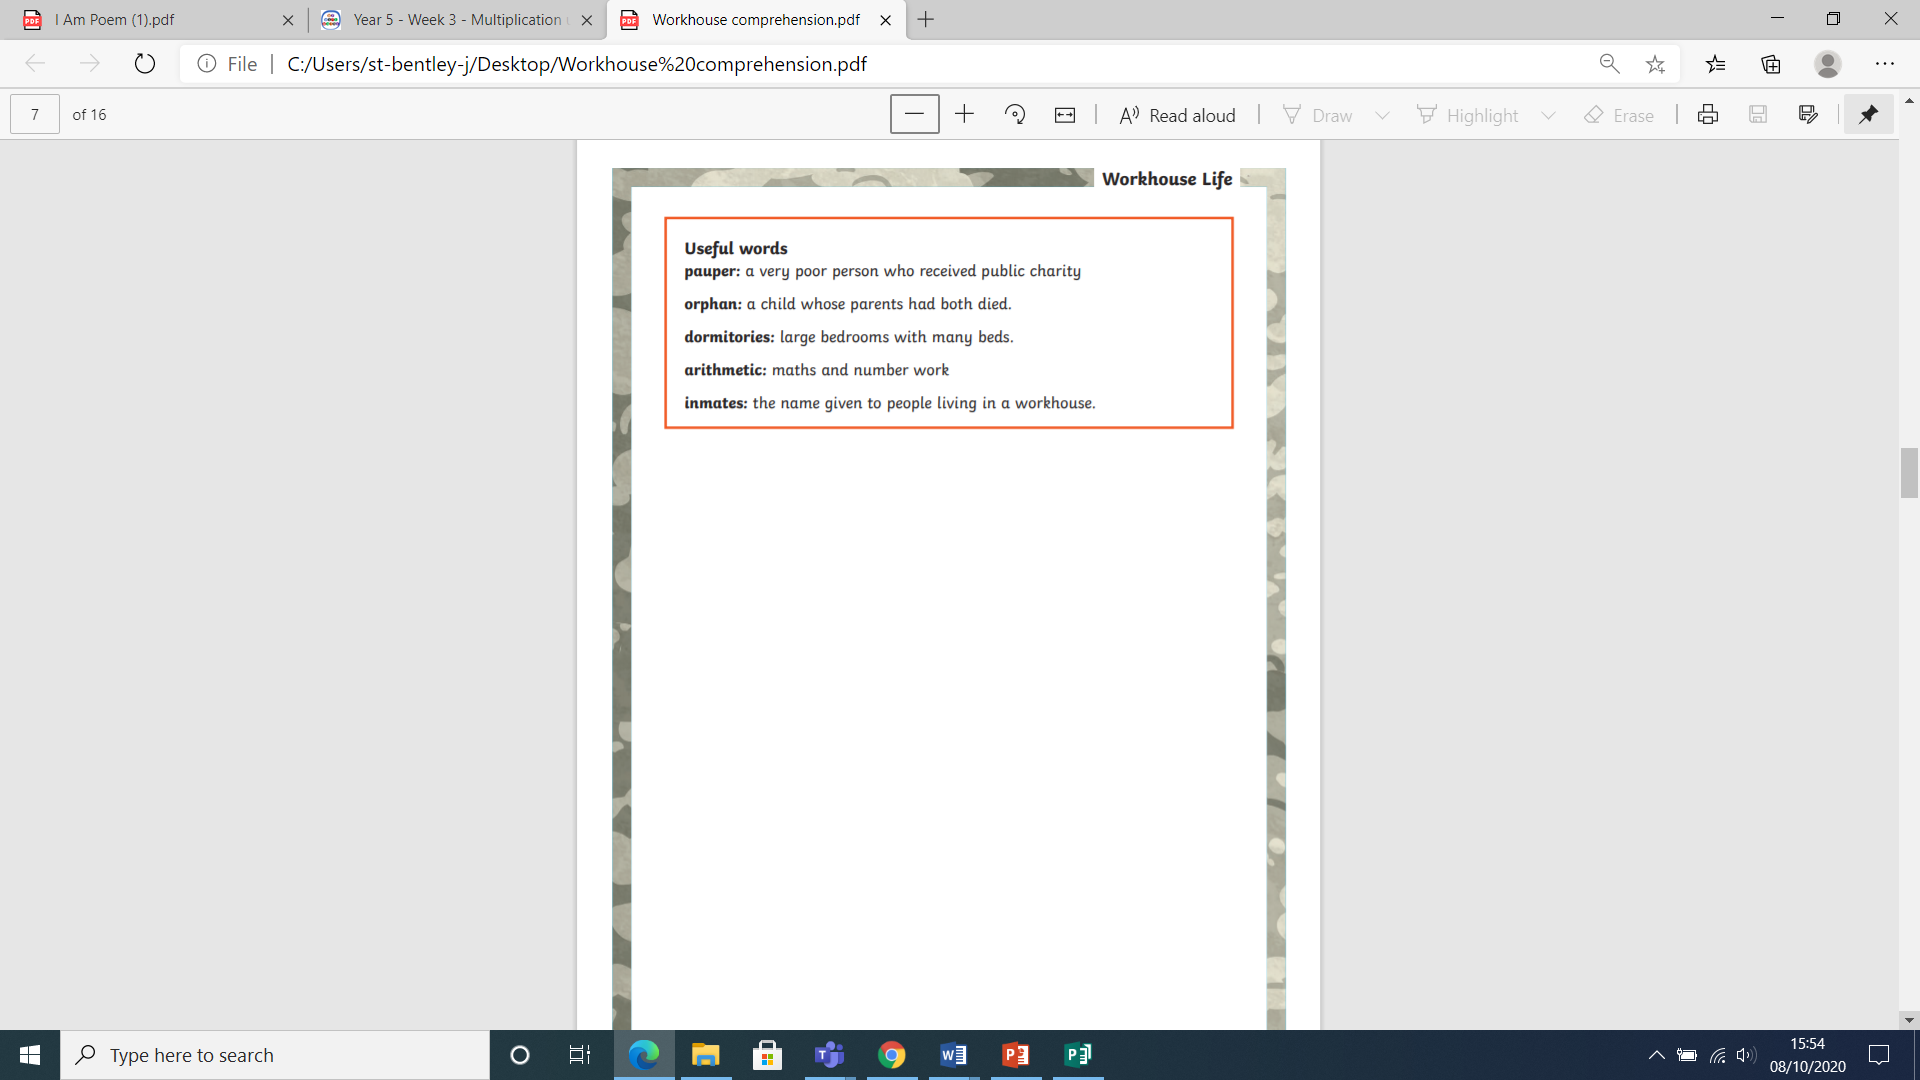 I Am Poem (1).pdf
Year 5 - Week 3 - Multiplication
Workhouse comprehension.pdf
File
C:/Users/st-bentley-j/Desktop/Workhouse%20comprehension.pdf
7 of 16
Read aloud
Draw
Highlight
Erase
Workhouse Life
Useful words
pauper: a very poor person who received public charity
orphan: a child whose parents had both died.
dormitories: large bedrooms with many beds.
arithmetic: maths and number work
inmates: the name given to people living in a workhouse.
Type here to search
15:54
08/10/2020